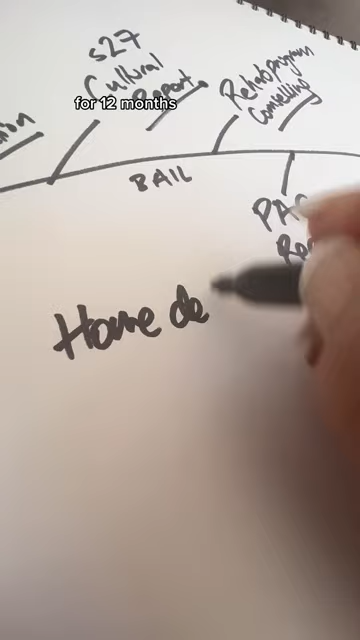 s27
Cultural
Report
for 12 months
Rehab program
Counselling
BAIL
Home de